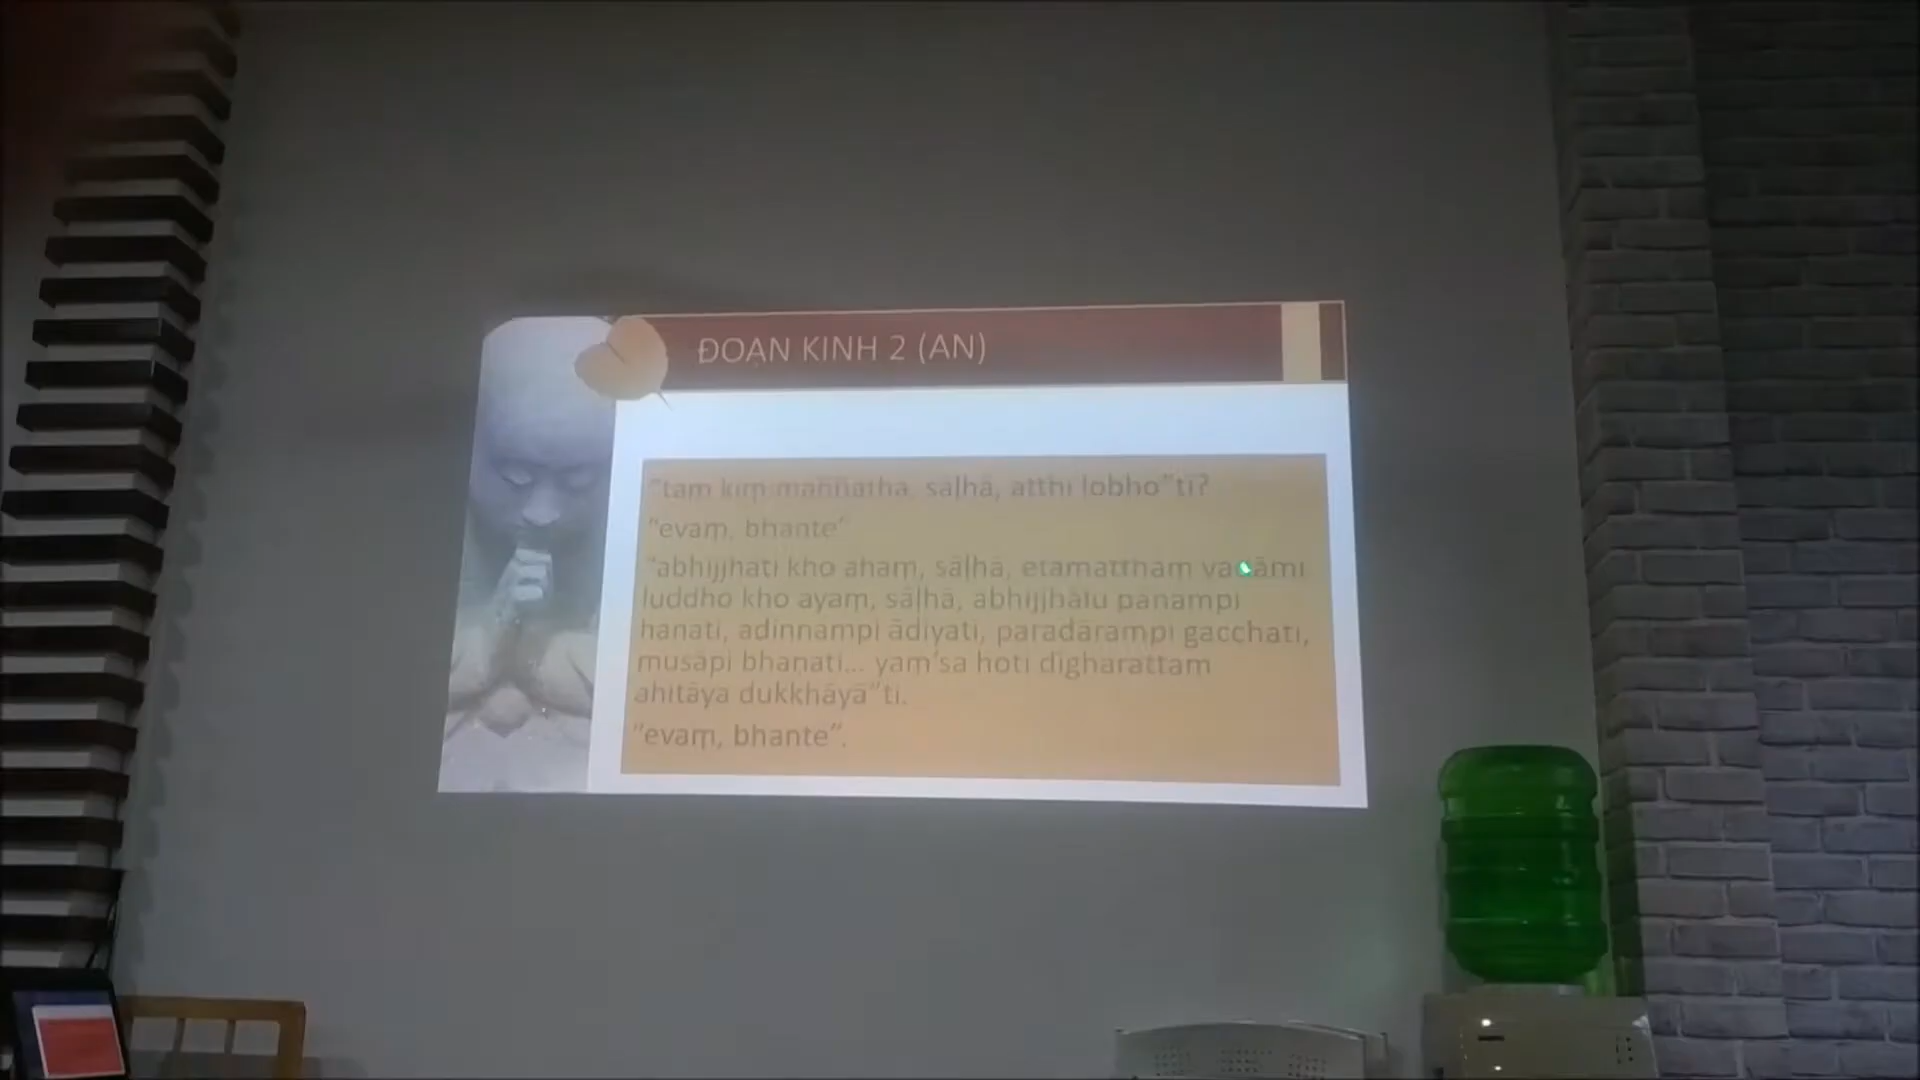 ĐOẠN KINH 2 (AN)
“taṃ kiṃ maññatha, sāḷhā, atthi lobho”ti?
“evaṃ, bhante”
“abhijjhāti kho ahaṃ, sāḷhā, etamatthaṃ vadāmi
luddho kho ayaṃ, sāḷhā, abhijjhālu pāṇampi
hanati, adinnampi ādiyati, paradārampi gacchati,
musāpi bhaṇati... yaṃ’sa hoti dīgharattaṃ
ahitāya dukkhāyā”ti.
“evaṃ, bhante”.